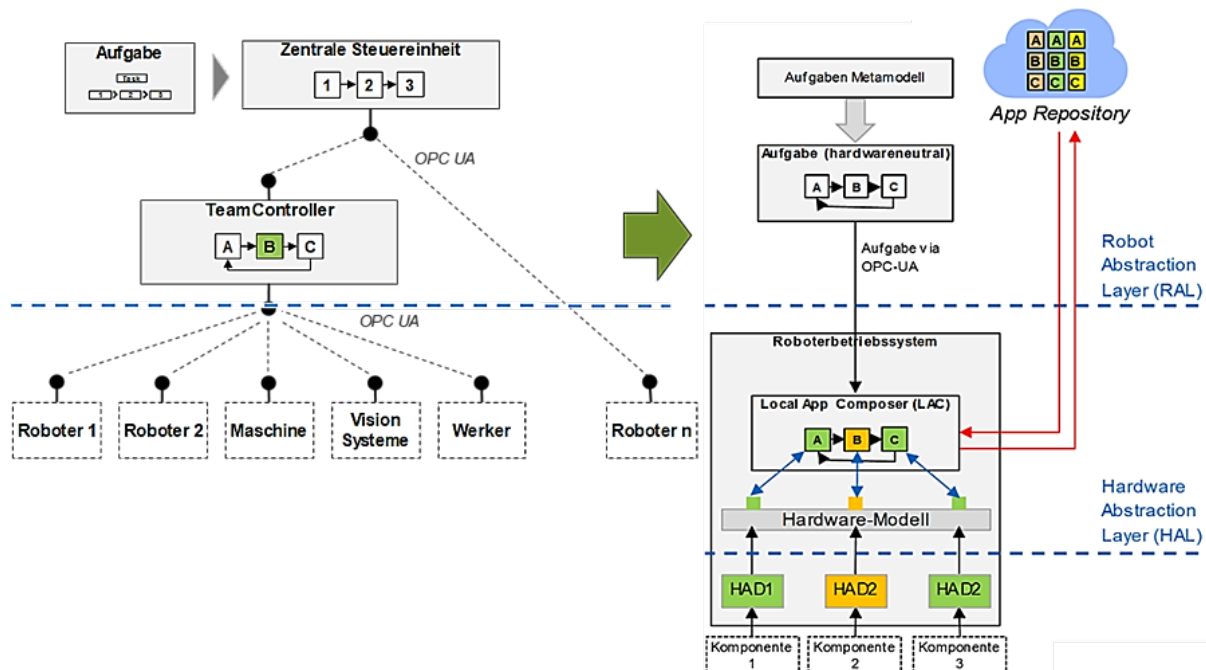 Aufgabe
Task
1 2 3
Zentrale Steuereinheit
1 2 3
OPC UA
TeamController
A B C
OPC UA
Roboter 1
Roboter 2
Maschine
Vision
Systeme
Werker
Roboter n
Aufgaben Metamodell
A A A
B B B
C C C
App Repository
Aufgabe (hardwareneutral)
A B C
Aufgabe via
OPC-UA
Robot
Abstraction
Layer (RAL)
Roboterbetriebssystem
Local App Composer (LAC)
A B C
Hardware-Modell
Hardware
Abstraction
Layer (HAL)
HAD1
HAD2
HAD2
Komponente
1
Komponente
2
Komponente
3